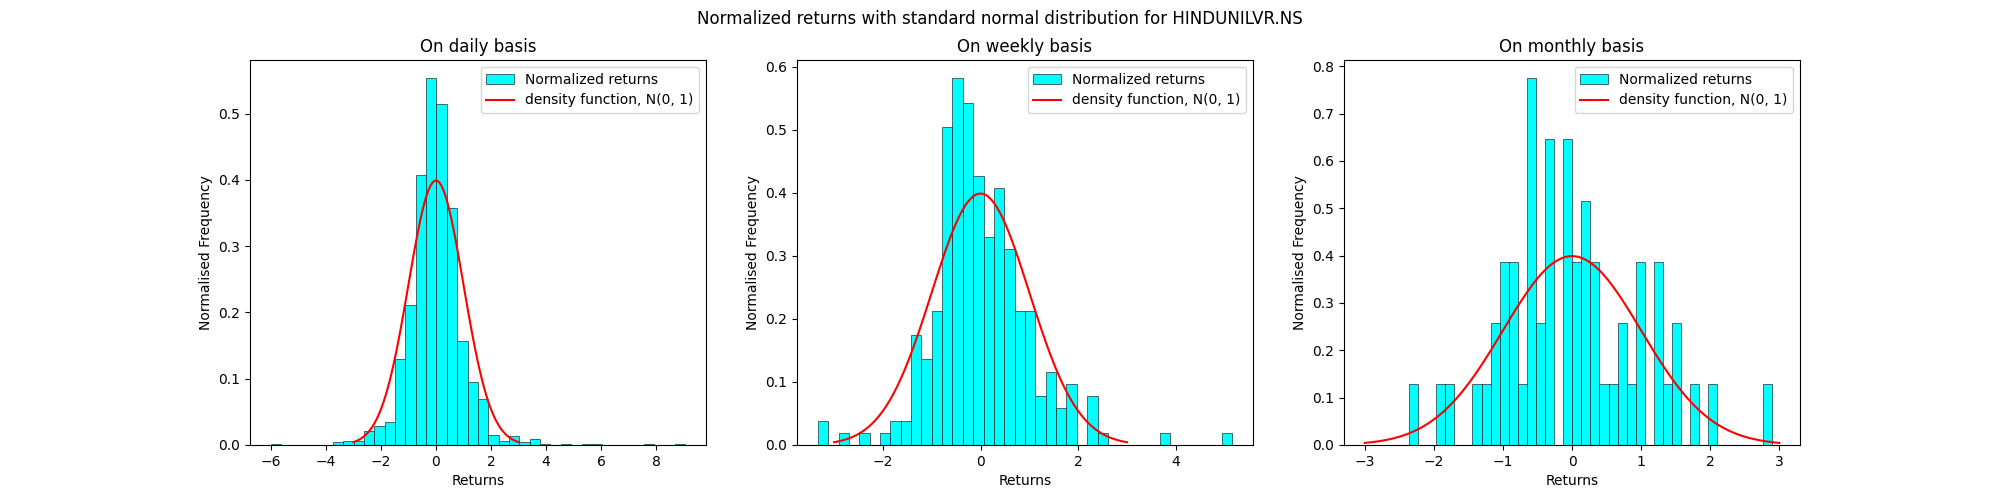 Normalized returns with standard normal distribution for HINDUNILVR.NS
On daily basis
Normalized returns
density function, N(0, 1)
Normalised Frequency
0.5
0.4
0.3
0.2
0.1
0.0
−6 −4 −2 0 2 4 6 8
Returns
On weekly basis
Normalized returns
density function, N(0, 1)
Normalised Frequency
0.6
0.5
0.4
0.3
0.2
0.1
0.0
−2 0 2 4
Returns
On monthly basis
Normalized returns
density function, N(0, 1)
Normalised Frequency
0.8
0.7
0.6
0.5
0.4
0.3
0.2
0.1
0.0
−3 −2 −1 0 1 2 3
Returns